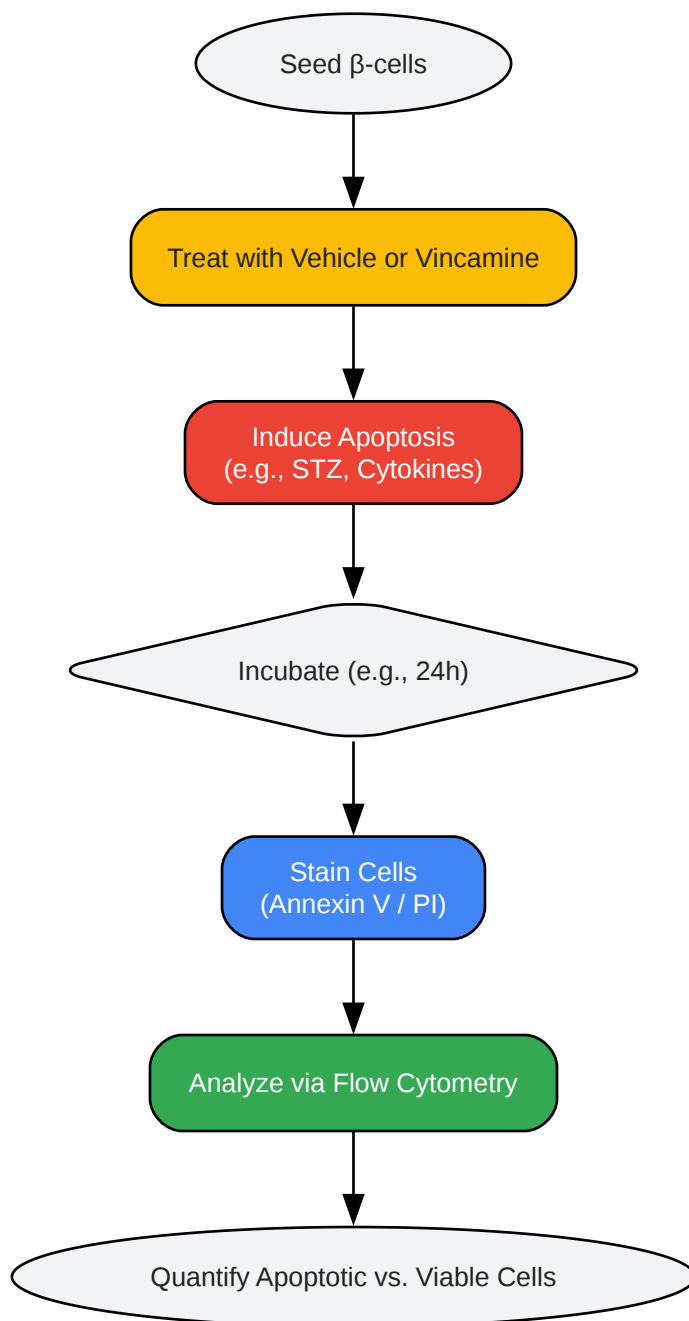 Seed β-cells
Treat with Vehicle or Vincamine
Induce Apoptosis
(e.g., STZ, Cytokines)
Incubate (e.g., 24h)
Stain Cells
(Annexin V / PI)
Analyze via Flow Cytometry
Quantify Apoptotic vs. Viable Cells